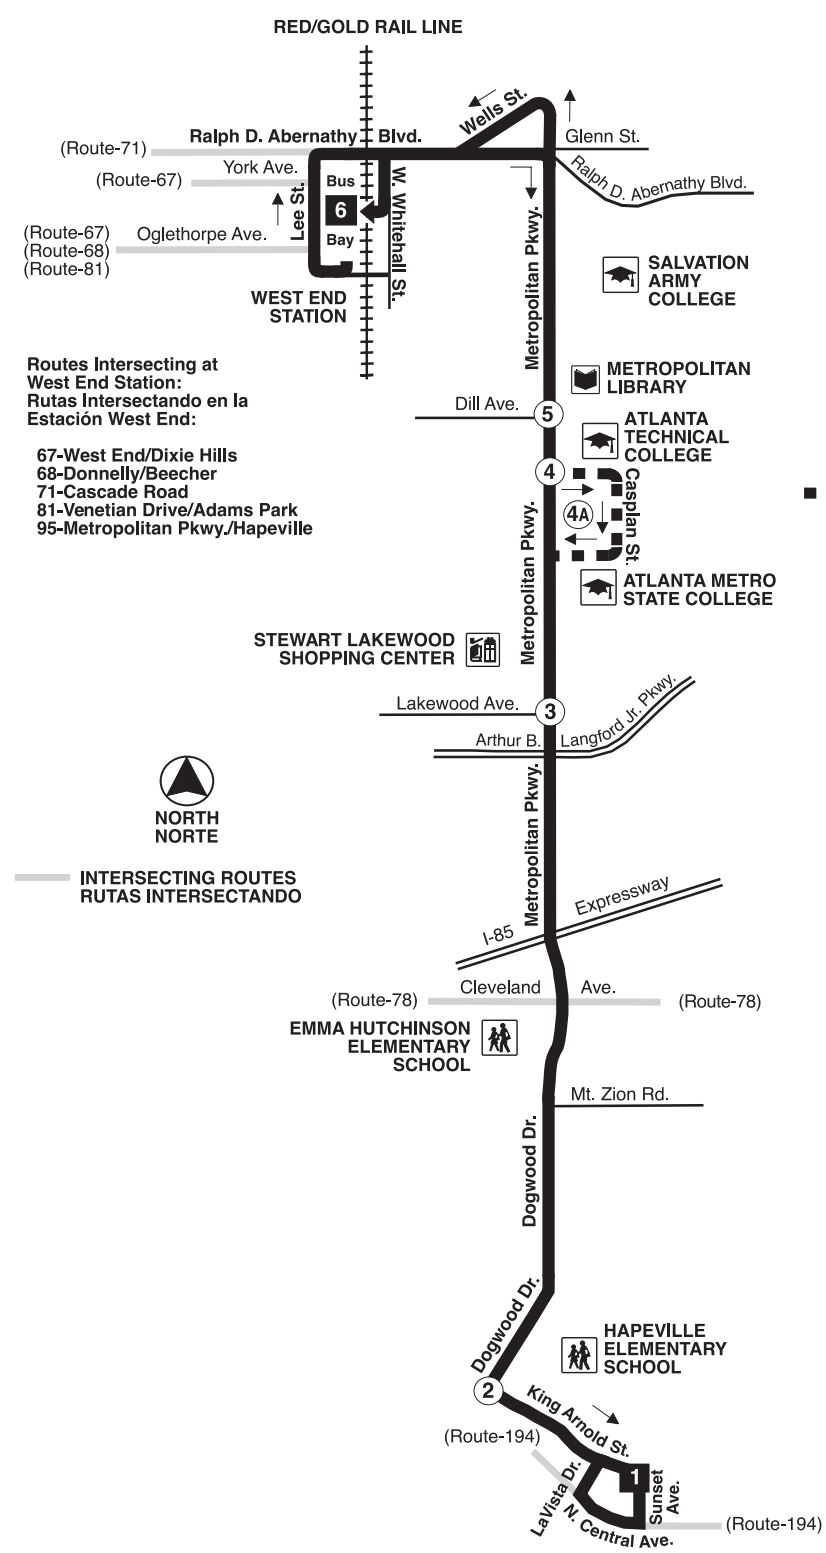 RED/GOLD RAIL LINE
Wells St.
Ralph D. Abernathy Blvd.
Glenn St.
(Route-71)
York Ave.
(Route-67)
Ralph D. Abernathy Blvd.
Bus
6
Bay
Lee St.
W. Whitehall St.
Metropolitan Pkwy.
(Route-67)
(Route-68)
(Route-81)
Oglethorpe Ave.
WEST END
STATION
SALVATION
ARMY
COLLEGE
Routes Intersecting at
West End Station:
Rutas Intersectando en la
Estación West End:
67-West End/Dixie Hills
68-Donnelly/Beecher
71-Cascade Road
81-Venetian Drive/Adams Park
95-Metropolitan Pkwy./Hapeville
METROPOLITAN
LIBRARY
Dill Ave.
5
ATLANTA
TECHNICAL
COLLEGE
4
4A
Casplan St.
Metropolitan Pkwy.
ATLANTA METRO
STATE COLLEGE
STEWART LAKEWOOD
SHOPPING CENTER
Lakewood Ave.
3
Arthur B. Langford Jr. Pkwy.
Metropolitan Pkwy.
NORTH
NORTE
INTERSECTING ROUTES
RUTAS INTERSECTANDO
I-85 Expressway
Cleveland Ave.
(Route-78)
(Route-78)
EMMA HUTCHINSON
ELEMENTARY
SCHOOL
Mt. Zion Rd.
Dogwood Dr.
Dogwood Dr.
HAPEVILLE
ELEMENTARY
SCHOOL
2
King Arnold St.
(Route-194)
1
LaVista Dr.
Sunset
Ave.
N. Central Ave.
(Route-194)